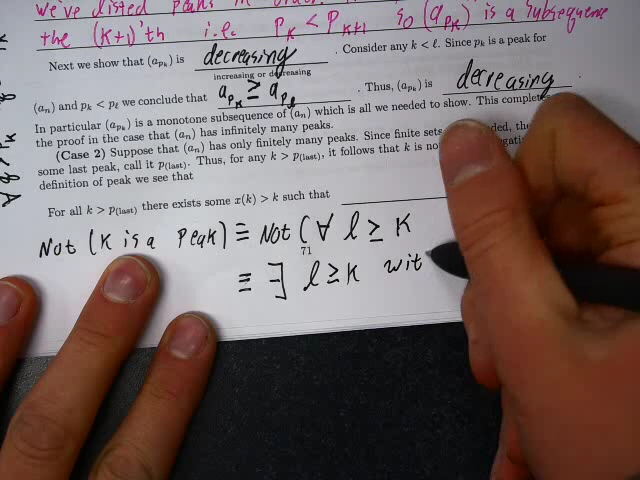 we've listed peaks in order.
the (k+1)'th i.e. P_k < P_{k+1} so (a_{P_k}) is a subsequence
Next we show that (a_{p_k}) is decreasing . Consider any k < ℓ. Since p_k is a peak for
increasing or decreasing
(a_n) and p_k < p_ℓ we conclude that a_{P_k} ≥ a_{P_ℓ} . Thus, (a_{p_k}) is decreasing .
In particular (a_{p_k}) is a monotone subsequence of (a_n) which is all we needed to show. This completes
the proof in the case that (a_n) has infinitely many peaks.
(Case 2) Suppose that (a_n) has only finitely many peaks. Since finite sets
some last peak, call it p_(last). Thus, for any k > p_(last), it follows that k is
definition of peak we see that
For all k > p_(last) there exists some x(k) > k such that
Not (K is a Peak) ≡ Not (∀ ℓ ≥ K
71
≡ ∃ ℓ ≥ K wit